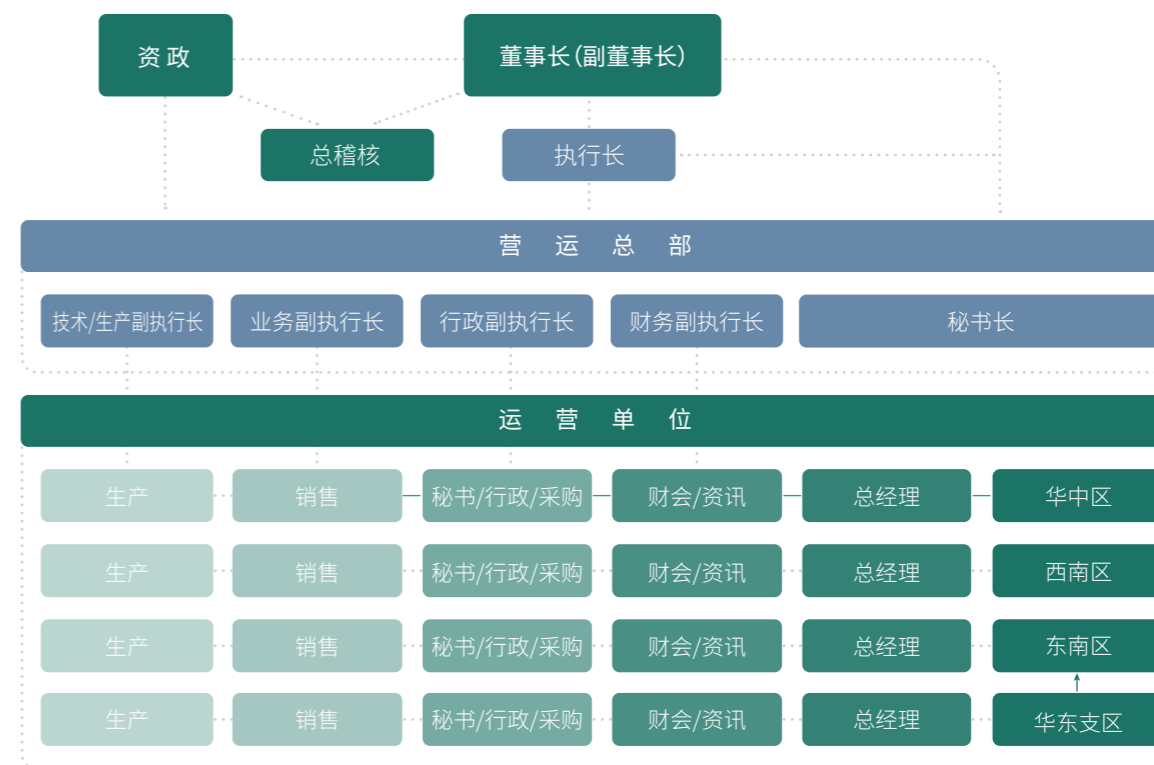 资政
董事长(副董事长)
总稽核
执行长
营运总部
技术/生产副执行长
业务副执行长
行政副执行长
财务副执行长
秘书长
运营单位
生产
销售
秘书/行政/采购
财会/资讯
总经理
华中区
生产
销售
秘书/行政/采购
财会/资讯
总经理
西南区
生产
销售
秘书/行政/采购
财会/资讯
总经理
东南区
生产
销售
秘书/行政/采购
财会/资讯
总经理
华东支区